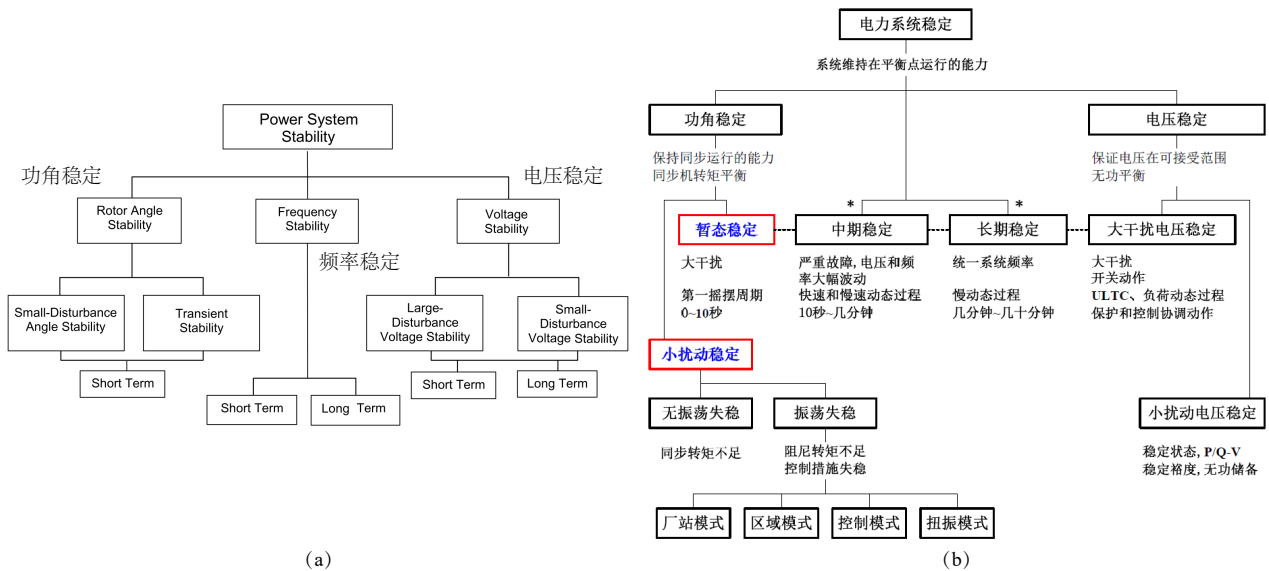 Power System
Stability
功角稳定
电压稳定
Rotor Angle
Stability
Frequency
Stability
Voltage
Stability
频率稳定
Small-Disturbance
Angle Stability
Transient
Stability
Large-
Disturbance
Voltage Stability
Small-
Disturbance
Voltage Stability
Short Term
Short Term
Long Term
Short Term
Long Term
(a)
电力系统稳定
系统维持在平衡点运行的能力
功角稳定
保持同步运行的能力
同步机转矩平衡
电压稳定
保证电压在可接受范围
无功平衡
*
*
暂态稳定
中期稳定
长期稳定
大干扰电压稳定
大干扰
第一摇摆周期
0~10秒
严重故障, 电压和频
率大幅波动
快速和慢速动态过程
10秒~几分钟
统一系统频率
慢动态过程
几分钟~几十分钟
大干扰
开关动作
ULTC、负荷动态过程
保护和控制协调动作
小扰动稳定
无振荡失稳
振荡失稳
小扰动电压稳定
同步转矩不足
阻尼转矩不足
控制措施失稳
稳定状态, P/Q-V
稳定裕度, 无功储备
厂站模式
区域模式
控制模式
扭振模式
(b)